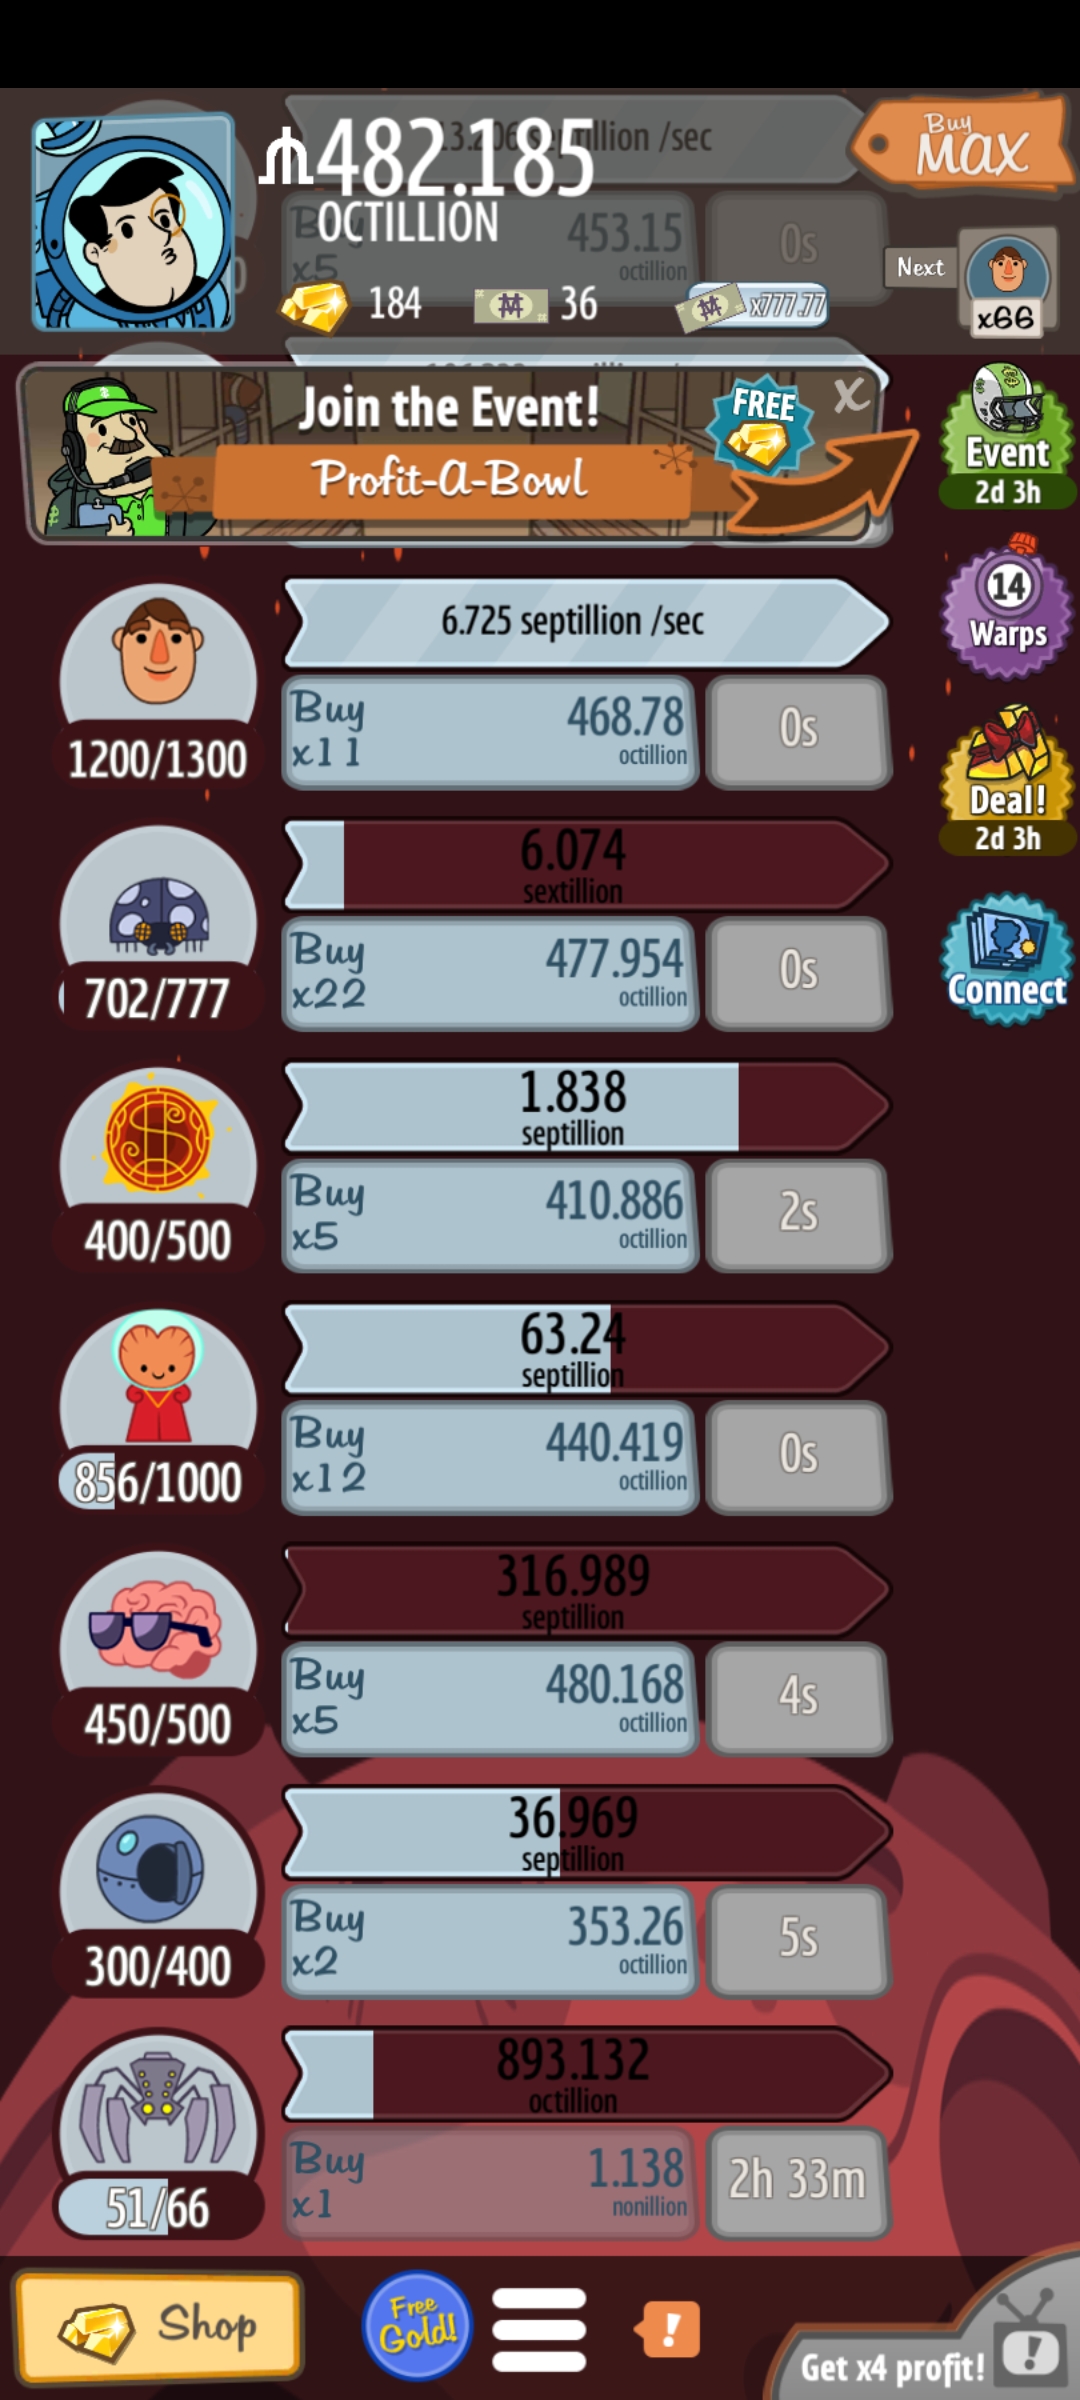 13.206 septillion /sec
₼482.185
OCTILLION
Buy MAX
Buy x5
453.15 octillion
0s
184
36
x777.77
Next
x66
Join the Event!
Profit-A-Bowl
FREE
X
Event
2d 3h
6.725 septillion /sec
14
Warps
1200/1300
Buy x11
468.78 octillion
0s
Deal!
2d 3h
6.074
sextillion
702/777
Buy x22
477.954 octillion
0s
Connect
1.838
septillion
400/500
Buy x5
410.886 octillion
2s
63.24
septillion
856/1000
Buy x12
440.419 octillion
0s
316.989
septillion
450/500
Buy x5
480.168 octillion
4s
36.969
septillion
300/400
Buy x2
353.26 octillion
5s
893.132
octillion
51/66
Buy x1
1.138 nonillion
2h 33m
Shop
Free Gold!
!
Get x4 profit!
!